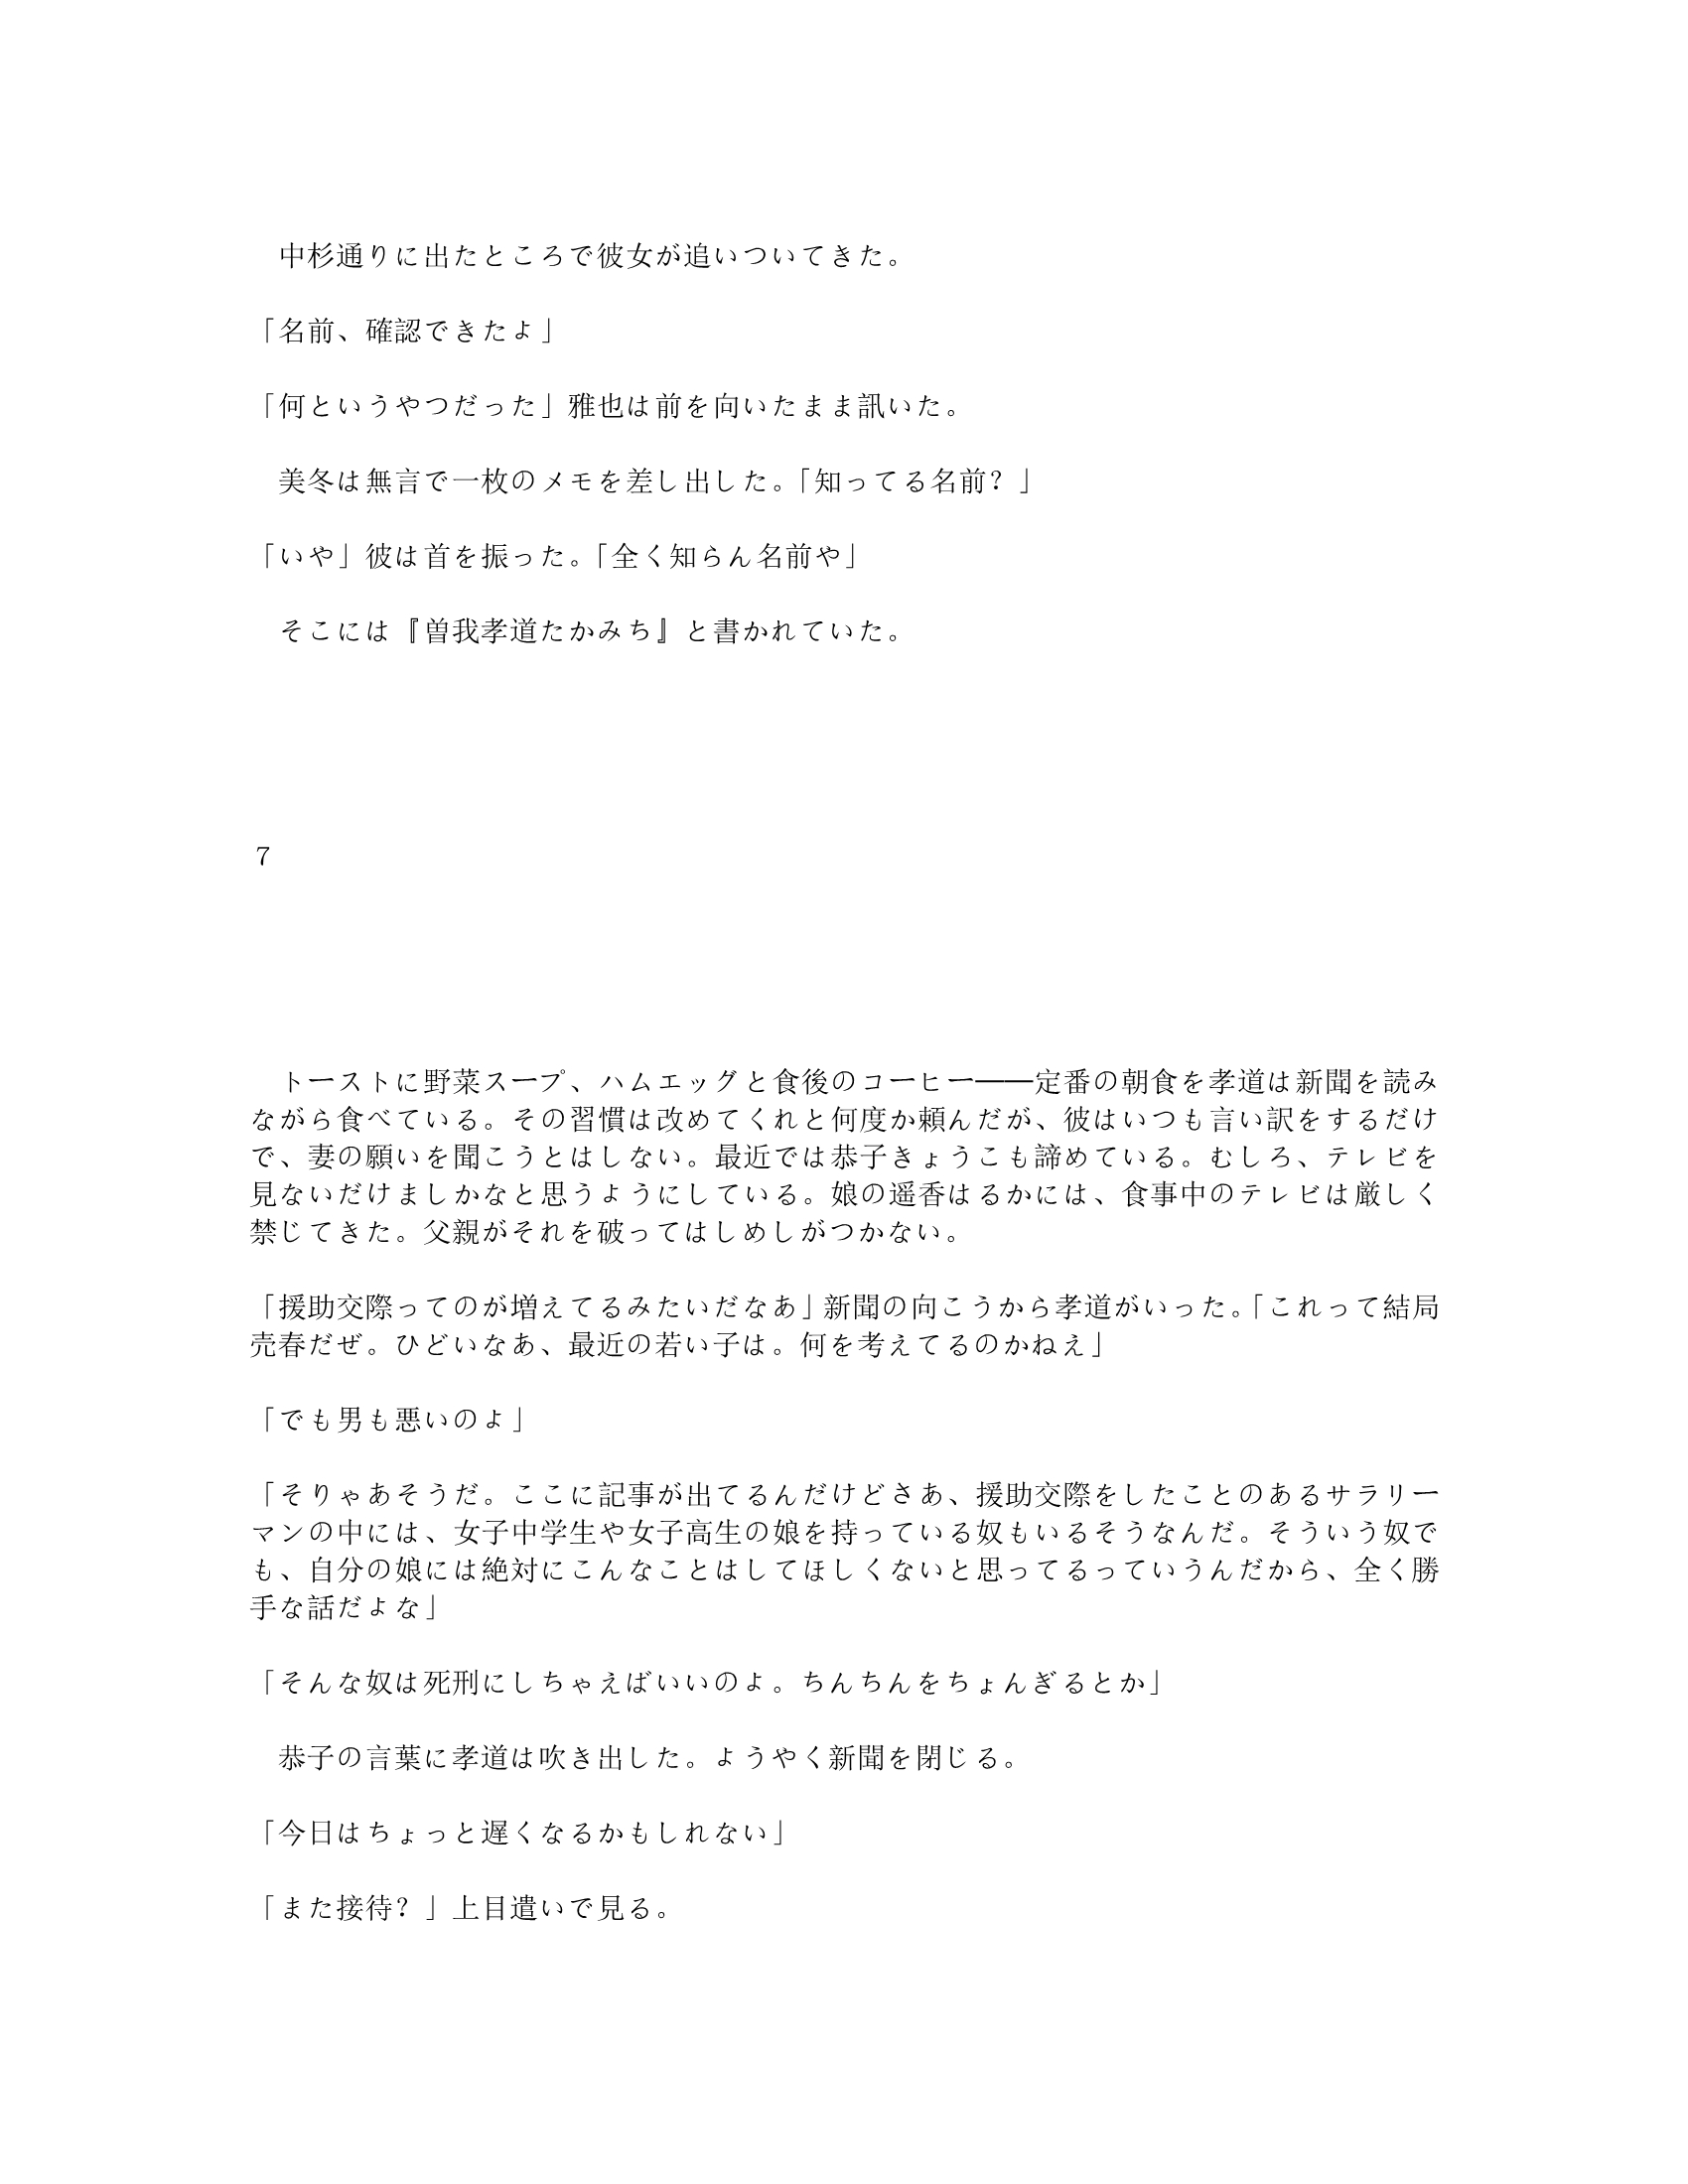 中杉通りに出たところで彼女が追いついてきた。
「名前、確認できたよ」
「何というやつだった」雅也は前を向いたまま訊いた。
　美冬は無言で一枚のメモを差し出した。「知ってる名前？」
「いや」彼は首を振った。「全く知らん名前や」
　そこには『曽我孝道たかみち』と書かれていた。
７
　トーストに野菜スープ、ハムエッグと食後のコーヒー――定番の朝食を孝道は新聞を読み
ながら食べている。その習慣は改めてくれと何度か頼んだが、彼はいつも言い訳をするだけ
で、妻の願いを聞こうとはしない。最近では恭子きょうこも諦めている。むしろ、テレビを
見ないだけましかなと思うようにしている。娘の遥香はるかには、食事中のテレビは厳しく
禁じてきた。父親がそれを破ってはしめしがつかない。
「援助交際ってのが増えてるみたいだなあ」新聞の向こうから孝道がいった。「これって結局
売春だぜ。ひどいなあ、最近の若い子は。何を考えてるのかねえ」
「でも男も悪いのよ」
「そりゃあそうだ。ここに記事が出てるんだけどさあ、援助交際をしたことのあるサラリー
マンの中には、女子中学生や女子高生の娘を持っている奴もいるそうなんだ。そういう奴で
も、自分の娘には絶対にこんなことはしてほしくないと思ってるっていうんだから、全く勝
手な話だよな」
「そんな奴は死刑にしちゃえばいいのよ。ちんちんをちょんぎるとか」
　恭子の言葉に孝道は吹き出した。ようやく新聞を閉じる。
「今日はちょっと遅くなるかもしれない」
「また接待？」上目遣いで見る。